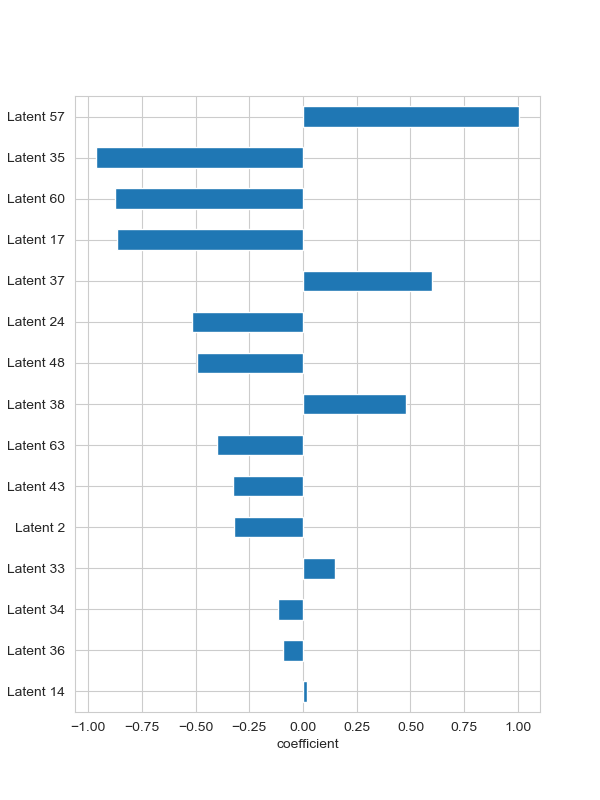 Latent 57
Latent 35
Latent 60
Latent 17
Latent 37
Latent 24
Latent 48
Latent 38
Latent 63
Latent 43
Latent 2
Latent 33
Latent 34
Latent 36
Latent 14
−1.00 −0.75 −0.50 −0.25 0.00 0.25 0.50 0.75 1.00
coefficient